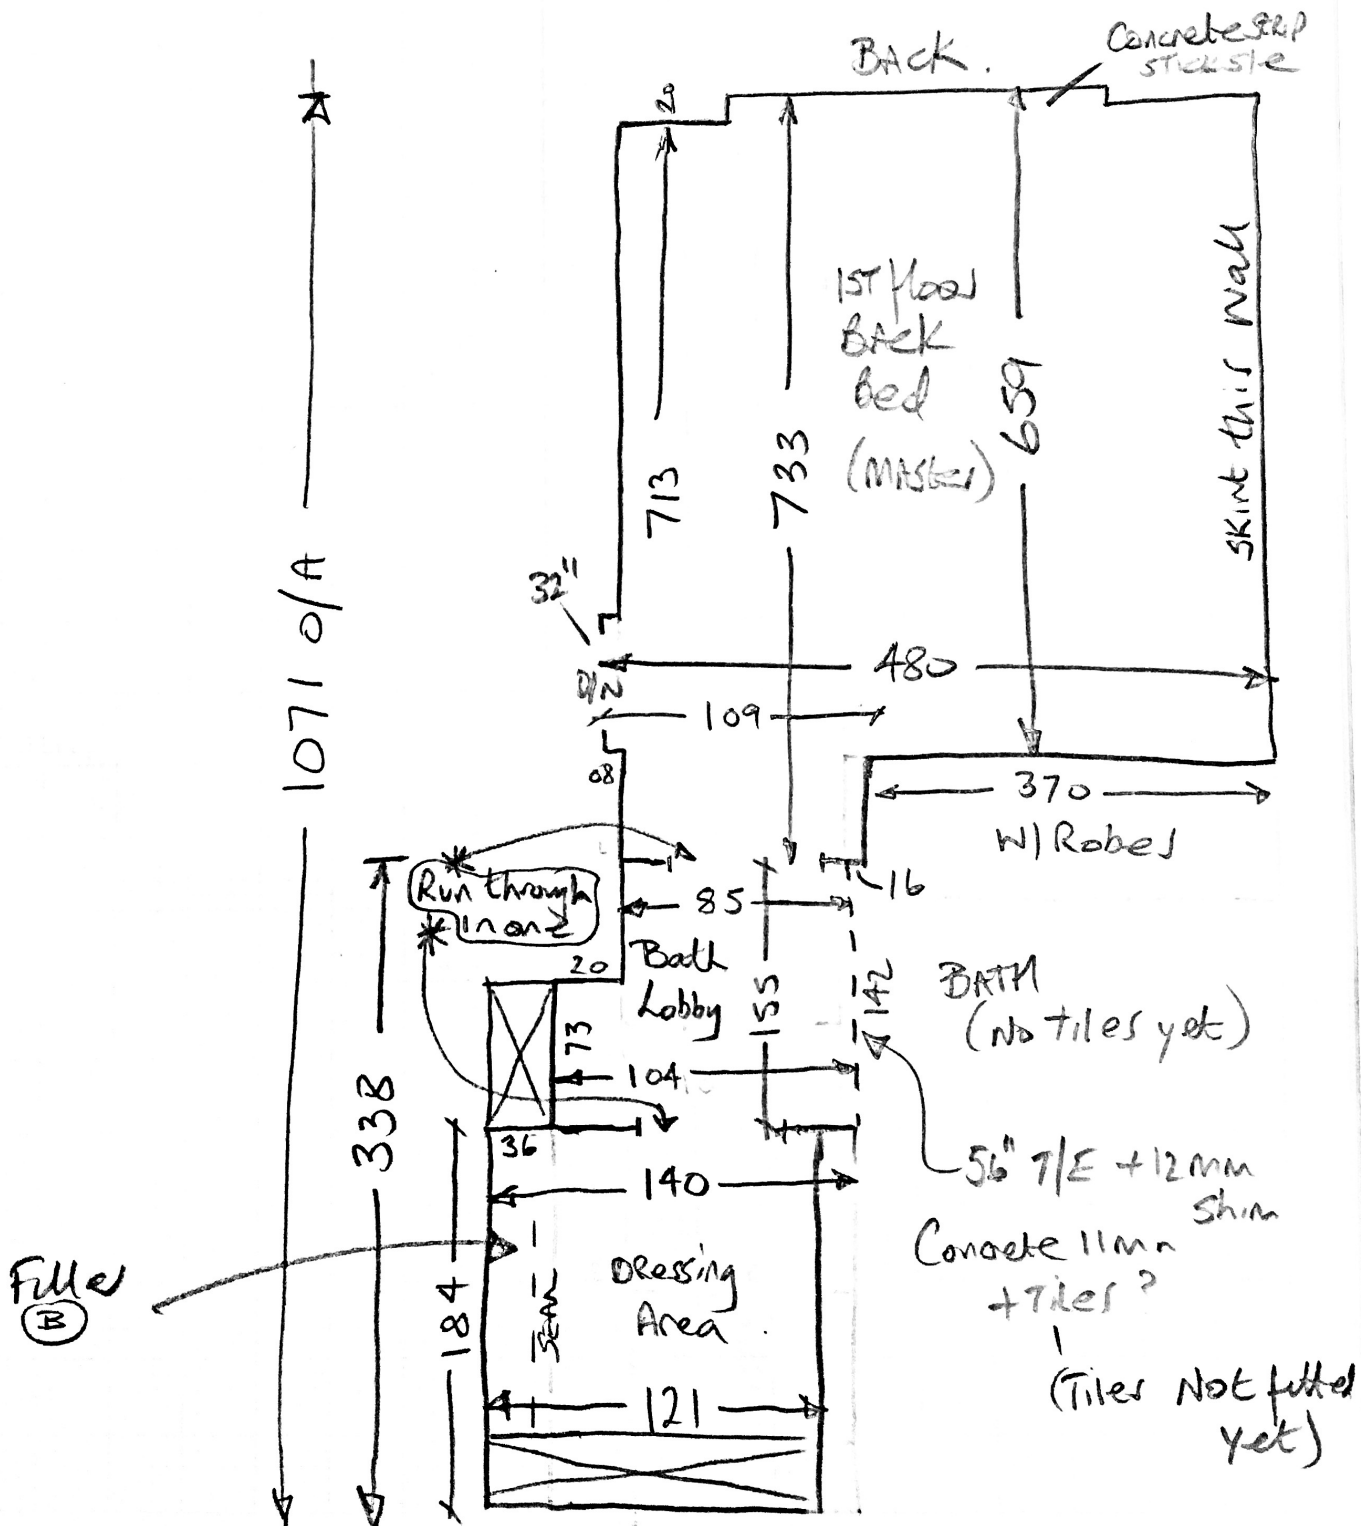 BACK.
Concrete strip
20
1071 O/A
713
733
1ST floor
BACK
Bed
(Master)
659
Skirt this wall
32"
480
109
08
370
W/Robes
Run through
in one
85
16
20
Bath
Lobby
73
155
142
BATH
(No tiles yet)
104
338
36
140
56" T/E + 12mm
Shim
Concrete 11mm
+ Tiles?
(Tiles Not fitted
yet)
Filler
B
184
SEAM
Dressing
Area.
121